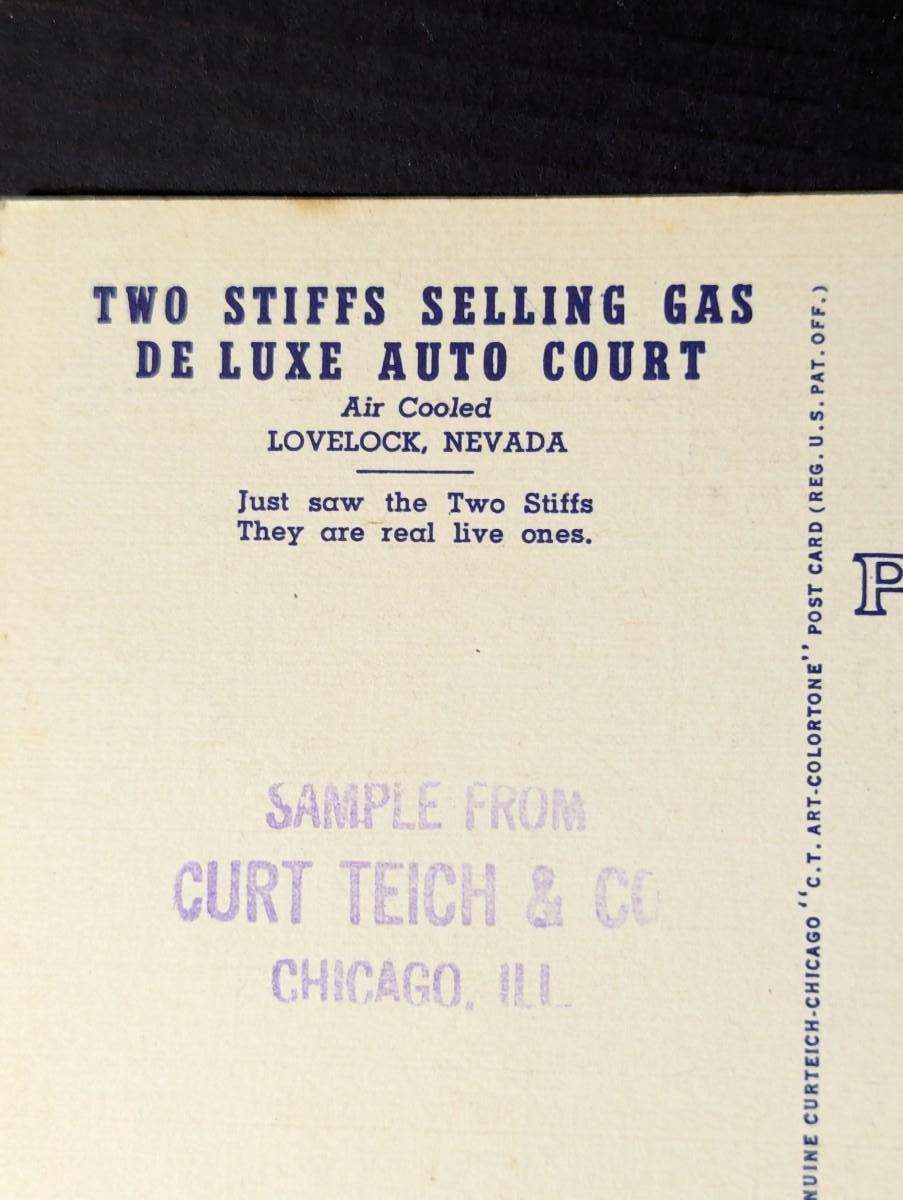 TWO STIFFS SELLING GAS
DE LUXE AUTO COURT
Air Cooled
LOVELOCK, NEVADA
Just saw the Two Stiffs
They are real live ones.
SAMPLE FROM
CURT TEICH & CO
CHICAGO, ILL
NUINE CURTEICH-CHICAGO "C.T. ART-COLORTONE" POST CARD (REG. U.S. PAT. OFF.)
P